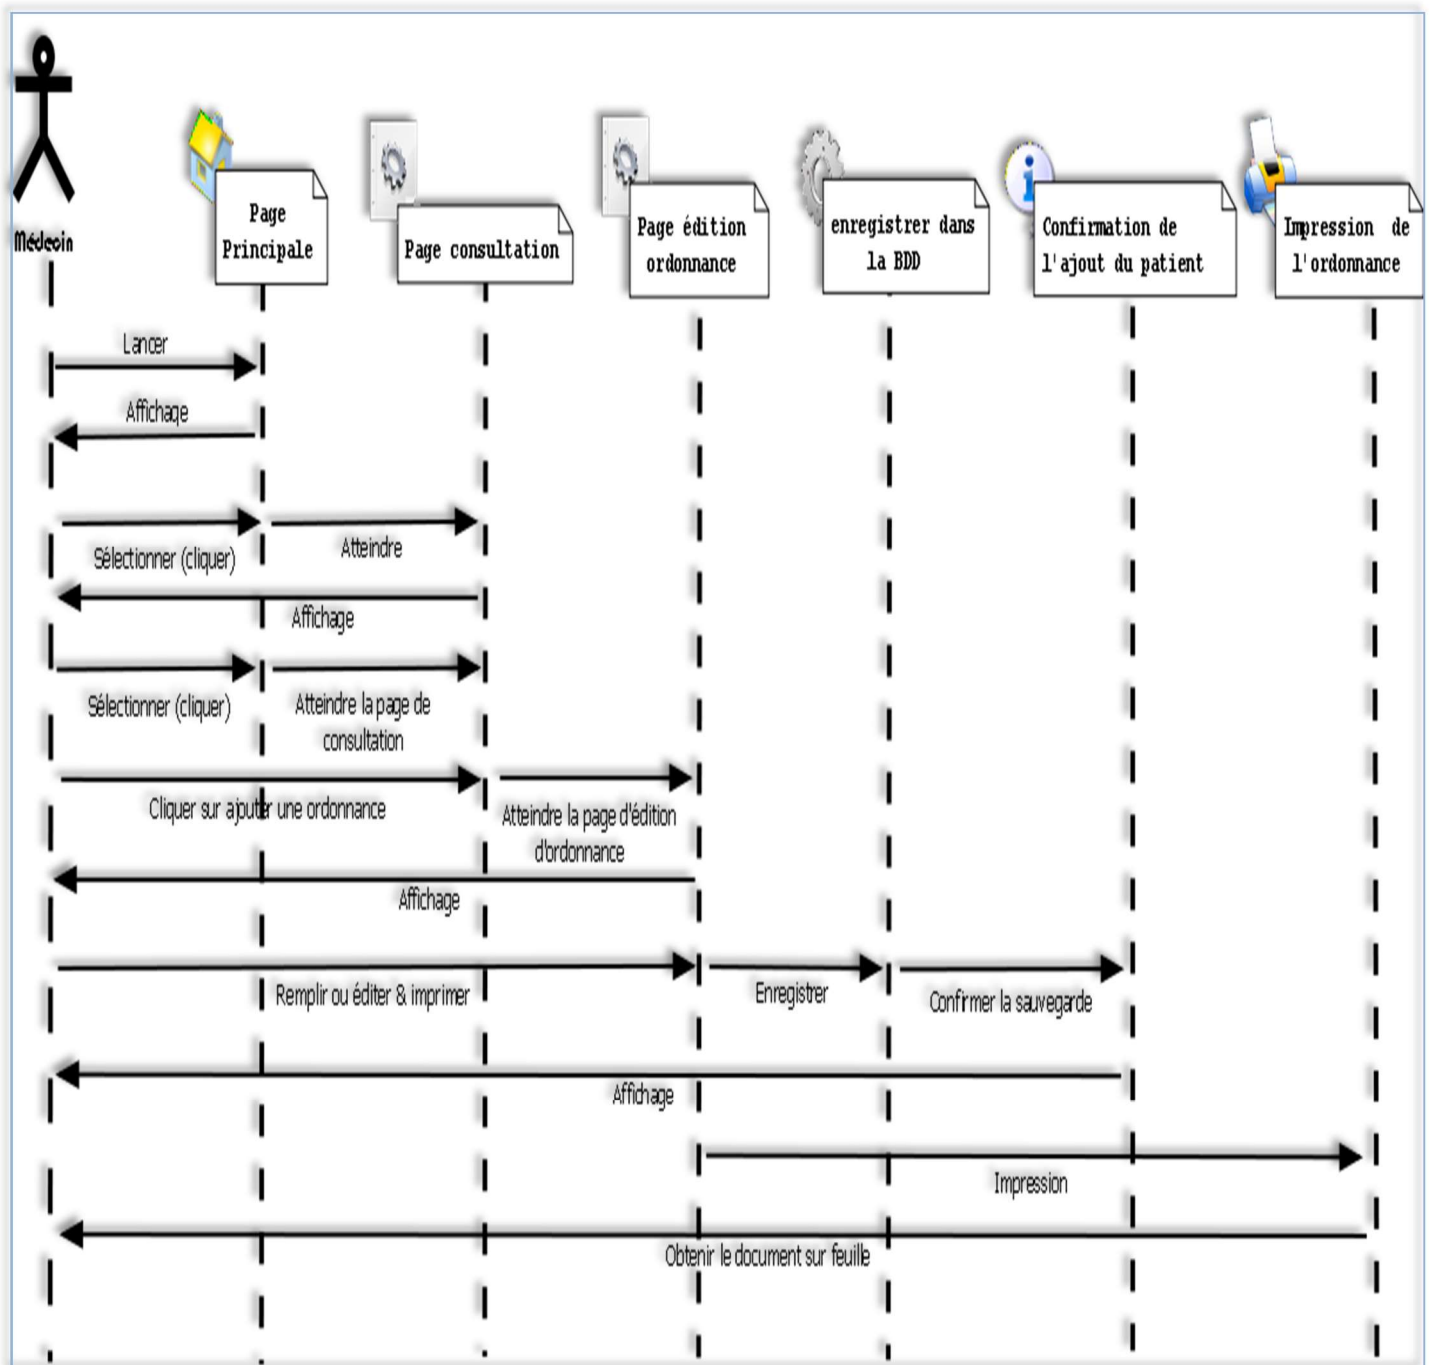 Médecin
Page
Principale
Page consultation
Page édition
ordonnance
enregistrer dans
la BDD
Confirmation de
l'ajout du patient
Impression de
l'ordonnance
Lancer
Affichage
Sélectionner (cliquer)
Atteindre
Affichage
Sélectionner (cliquer)
Atteindre la page de
consultation
Cliquer sur ajouter une ordonnance
Atteindre la page d'édition
d'ordonnance
Affichage
Remplir ou éditer & imprimer
Enregistrer
Confirmer la sauvegarde
Affichage
Impression
Obtenir le document sur feuille